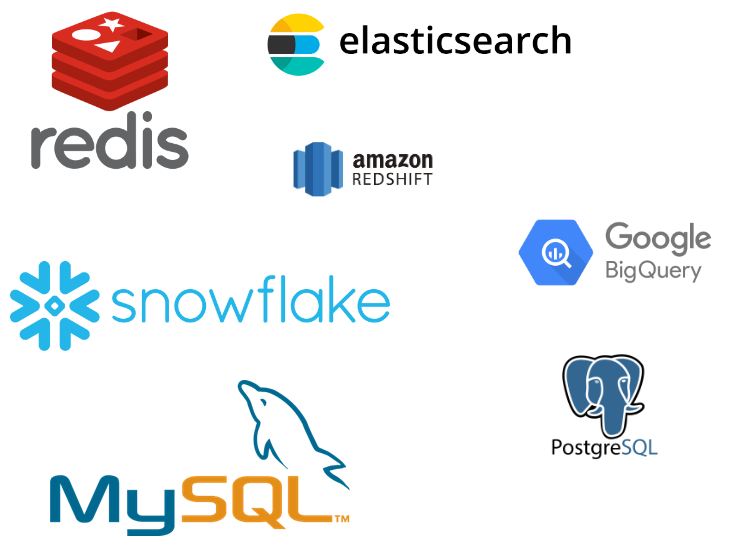 elasticsearch
redis
amazon
REDSHIFT
Google
BigQuery
snowflake
PostgreSQL
MySQL™